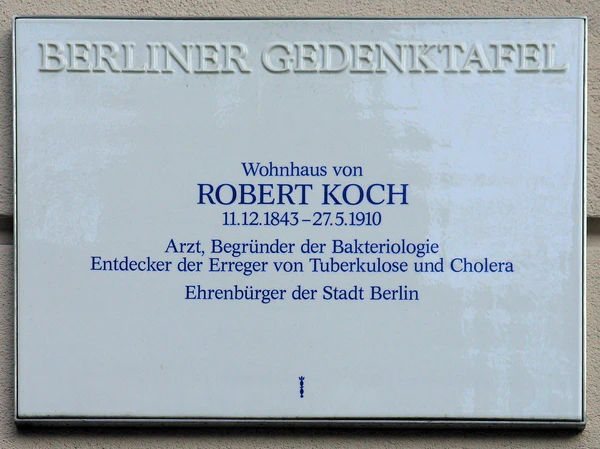 BERLINER GEDENKTAFEL
Wohnhaus von
ROBERT KOCH
11.12.1843 – 27.5.1910
Arzt, Begründer der Bakteriologie
Entdecker der Erreger von Tuberkulose und Cholera
Ehrenbürger der Stadt Berlin